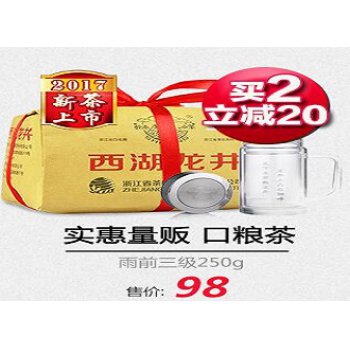 2017
新茶
上市
买2
立减20
西湖龙井
浙江省茶
ZHEJIANG
实惠量贩 口粮茶
雨前三级250g
售价: 98